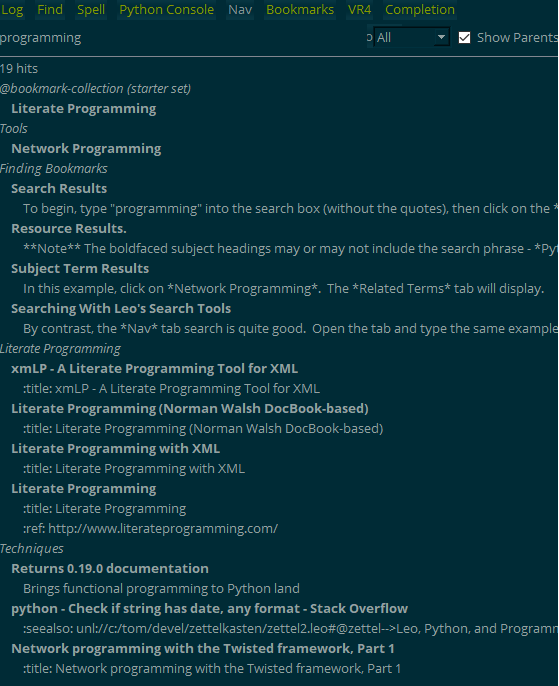 Log Find Spell Python Console Nav Bookmarks VR4 Completion
programming All Show Parents
19 hits
@bookmark-collection (starter set)
Literate Programming
Tools
Network Programming
Finding Bookmarks
Search Results
To begin, type "programming" into the search box (without the quotes), then click on the *
Resource Results.
**Note** The boldfaced subject headings may or may not include the search phrase - *Pyt
Subject Term Results
In this example, click on *Network Programming*. The *Related Terms* tab will display.
Searching With Leo's Search Tools
By contrast, the *Nav* tab search is quite good. Open the tab and type the same example
Literate Programming
xmLP - A Literate Programming Tool for XML
:title: xmLP - A Literate Programming Tool for XML
Literate Programming (Norman Walsh DocBook-based)
:title: Literate Programming (Norman Walsh DocBook-based)
Literate Programming with XML
:title: Literate Programming with XML
Literate Programming
:title: Literate Programming
:ref: http://www.literateprogramming.com/
Techniques
Returns 0.19.0 documentation
Brings functional programming to Python land
python - Check if string has date, any format - Stack Overflow
:seealso: unl://c:/tom/devel/zettelkasten/zettel2.leo#@zettel-->Leo, Python, and Programm
Network programming with the Twisted framework, Part 1
:title: Network programming with the Twisted framework, Part 1